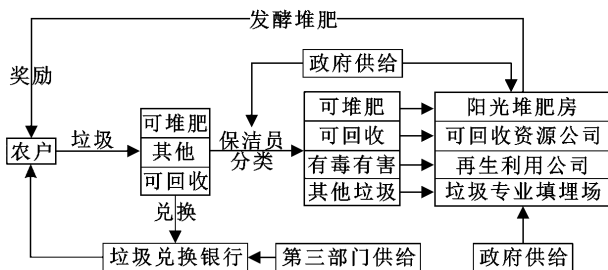 发酵堆肥
奖励
政府供给
农户
垃圾
可堆肥
其他
可回收
保洁员
分类
可堆肥
可回收
有毒有害
其他垃圾
阳光堆肥房
可回收资源公司
再生利用公司
垃圾专业填埋场
兑换
垃圾兑换银行
第三部门供给
政府供给